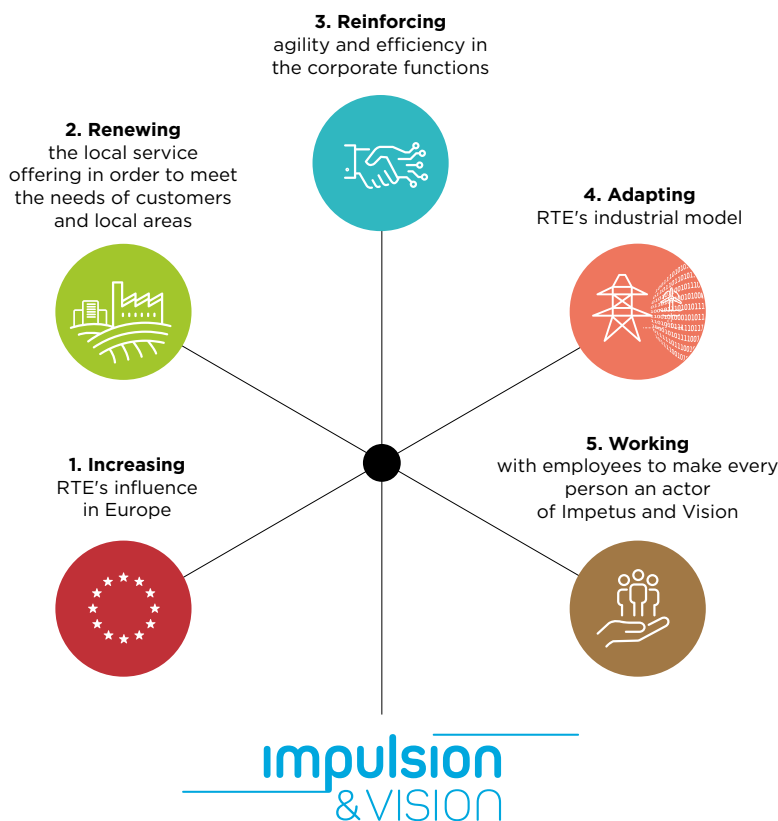 3. Reinforcing
agility and efficiency in
the corporate functions
2. Renewing
the local service
offering in order to meet
the needs of customers
and local areas
4. Adapting
RTE's industrial model
1. Increasing
RTE's influence
in Europe
5. Working
with employees to make every
person an actor
of Impetus and Vision
impulsion
& VISION